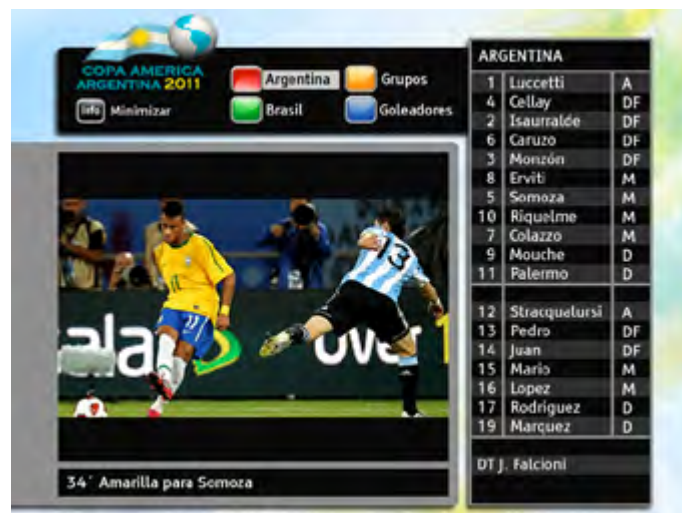 COPA AMERICA
ARGENTINA 2011
Info Minimizar
Argentina
Grupos
Brasil
Goleadores
ARGENTINA
1 Luccetti A
4 Cellay DF
2 Isaurralde DF
6 Caruzo DF
3 Monzón DF
8 Erviti M
5 Somoza M
10 Riquelme M
7 Colazzo M
9 Mouche D
11 Palermo D
12 Stracqualursi A
13 Pedro DF
14 Juan DF
15 Mario M
16 Lopez M
17 Rodriguez D
19 Marquez D
DT J. Falcioni
13
11
34´ Amarilla para Somoza